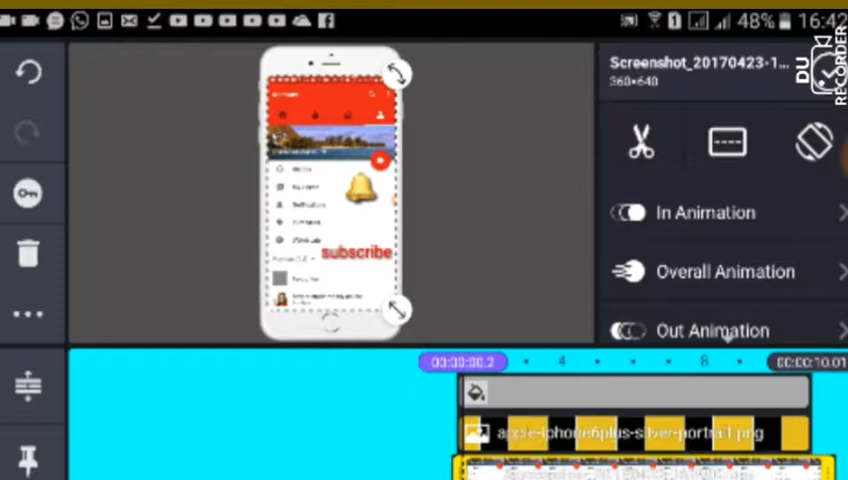 48% 16:42
Screenshot_20170423-1...
360×640
DU RECORDER
subscribe
In Animation
Overall Animation
Out Animation
00:00:00.2 4 8 00:00:10.01
apple-iphone6plus-silver-portrait.png